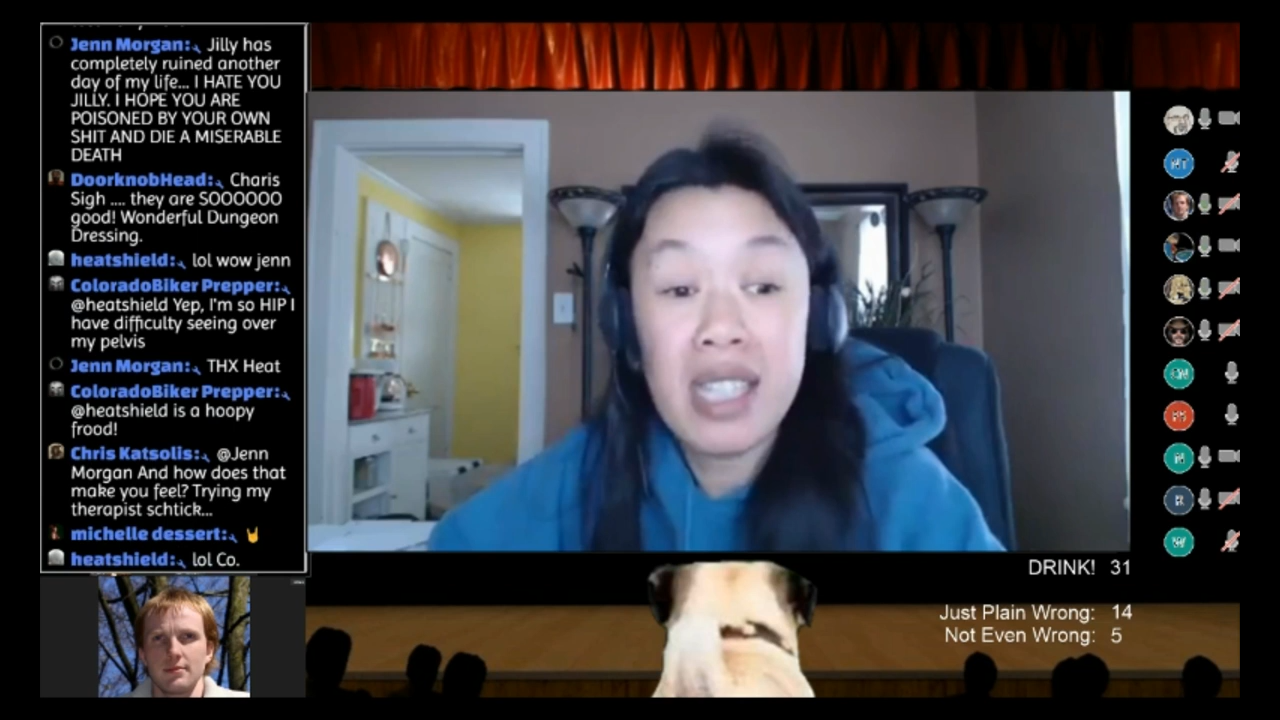 Jenn Morgan: Jilly has
completely ruined another
day of my life... I HATE YOU
JILLY. I HOPE YOU ARE
POISONED BY YOUR OWN
SHIT AND DIE A MISERABLE
DEATH
DoorknobHead: Charis
Sigh .... they are SOOOOOO
good! Wonderful Dungeon
Dressing.
heatshield: lol wow jenn
ColoradoBiker Prepper:
@heatshield Yep, I'm so HIP I
have difficulty seeing over
my pelvis
Jenn Morgan: THX Heat
ColoradoBiker Prepper:
@heatshield is a hoopy
frood!
Chris Katsolis: @Jenn
Morgan And how does that
make you feel? Trying my
therapist schtick...
michelle dessert: 🤘
heatshield: lol Co.
DRINK! 31
Just Plain Wrong: 14
Not Even Wrong: 5